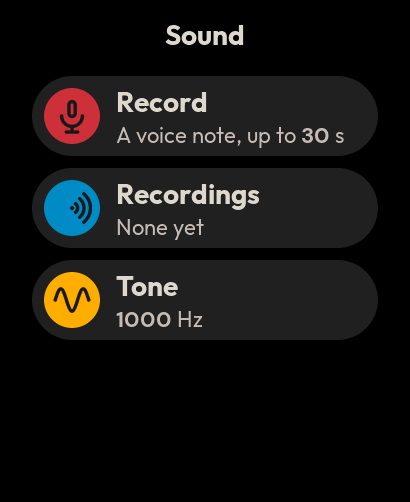 Sound
Record
A voice note, up to 30 s
Recordings
None yet
Tone
1000 Hz